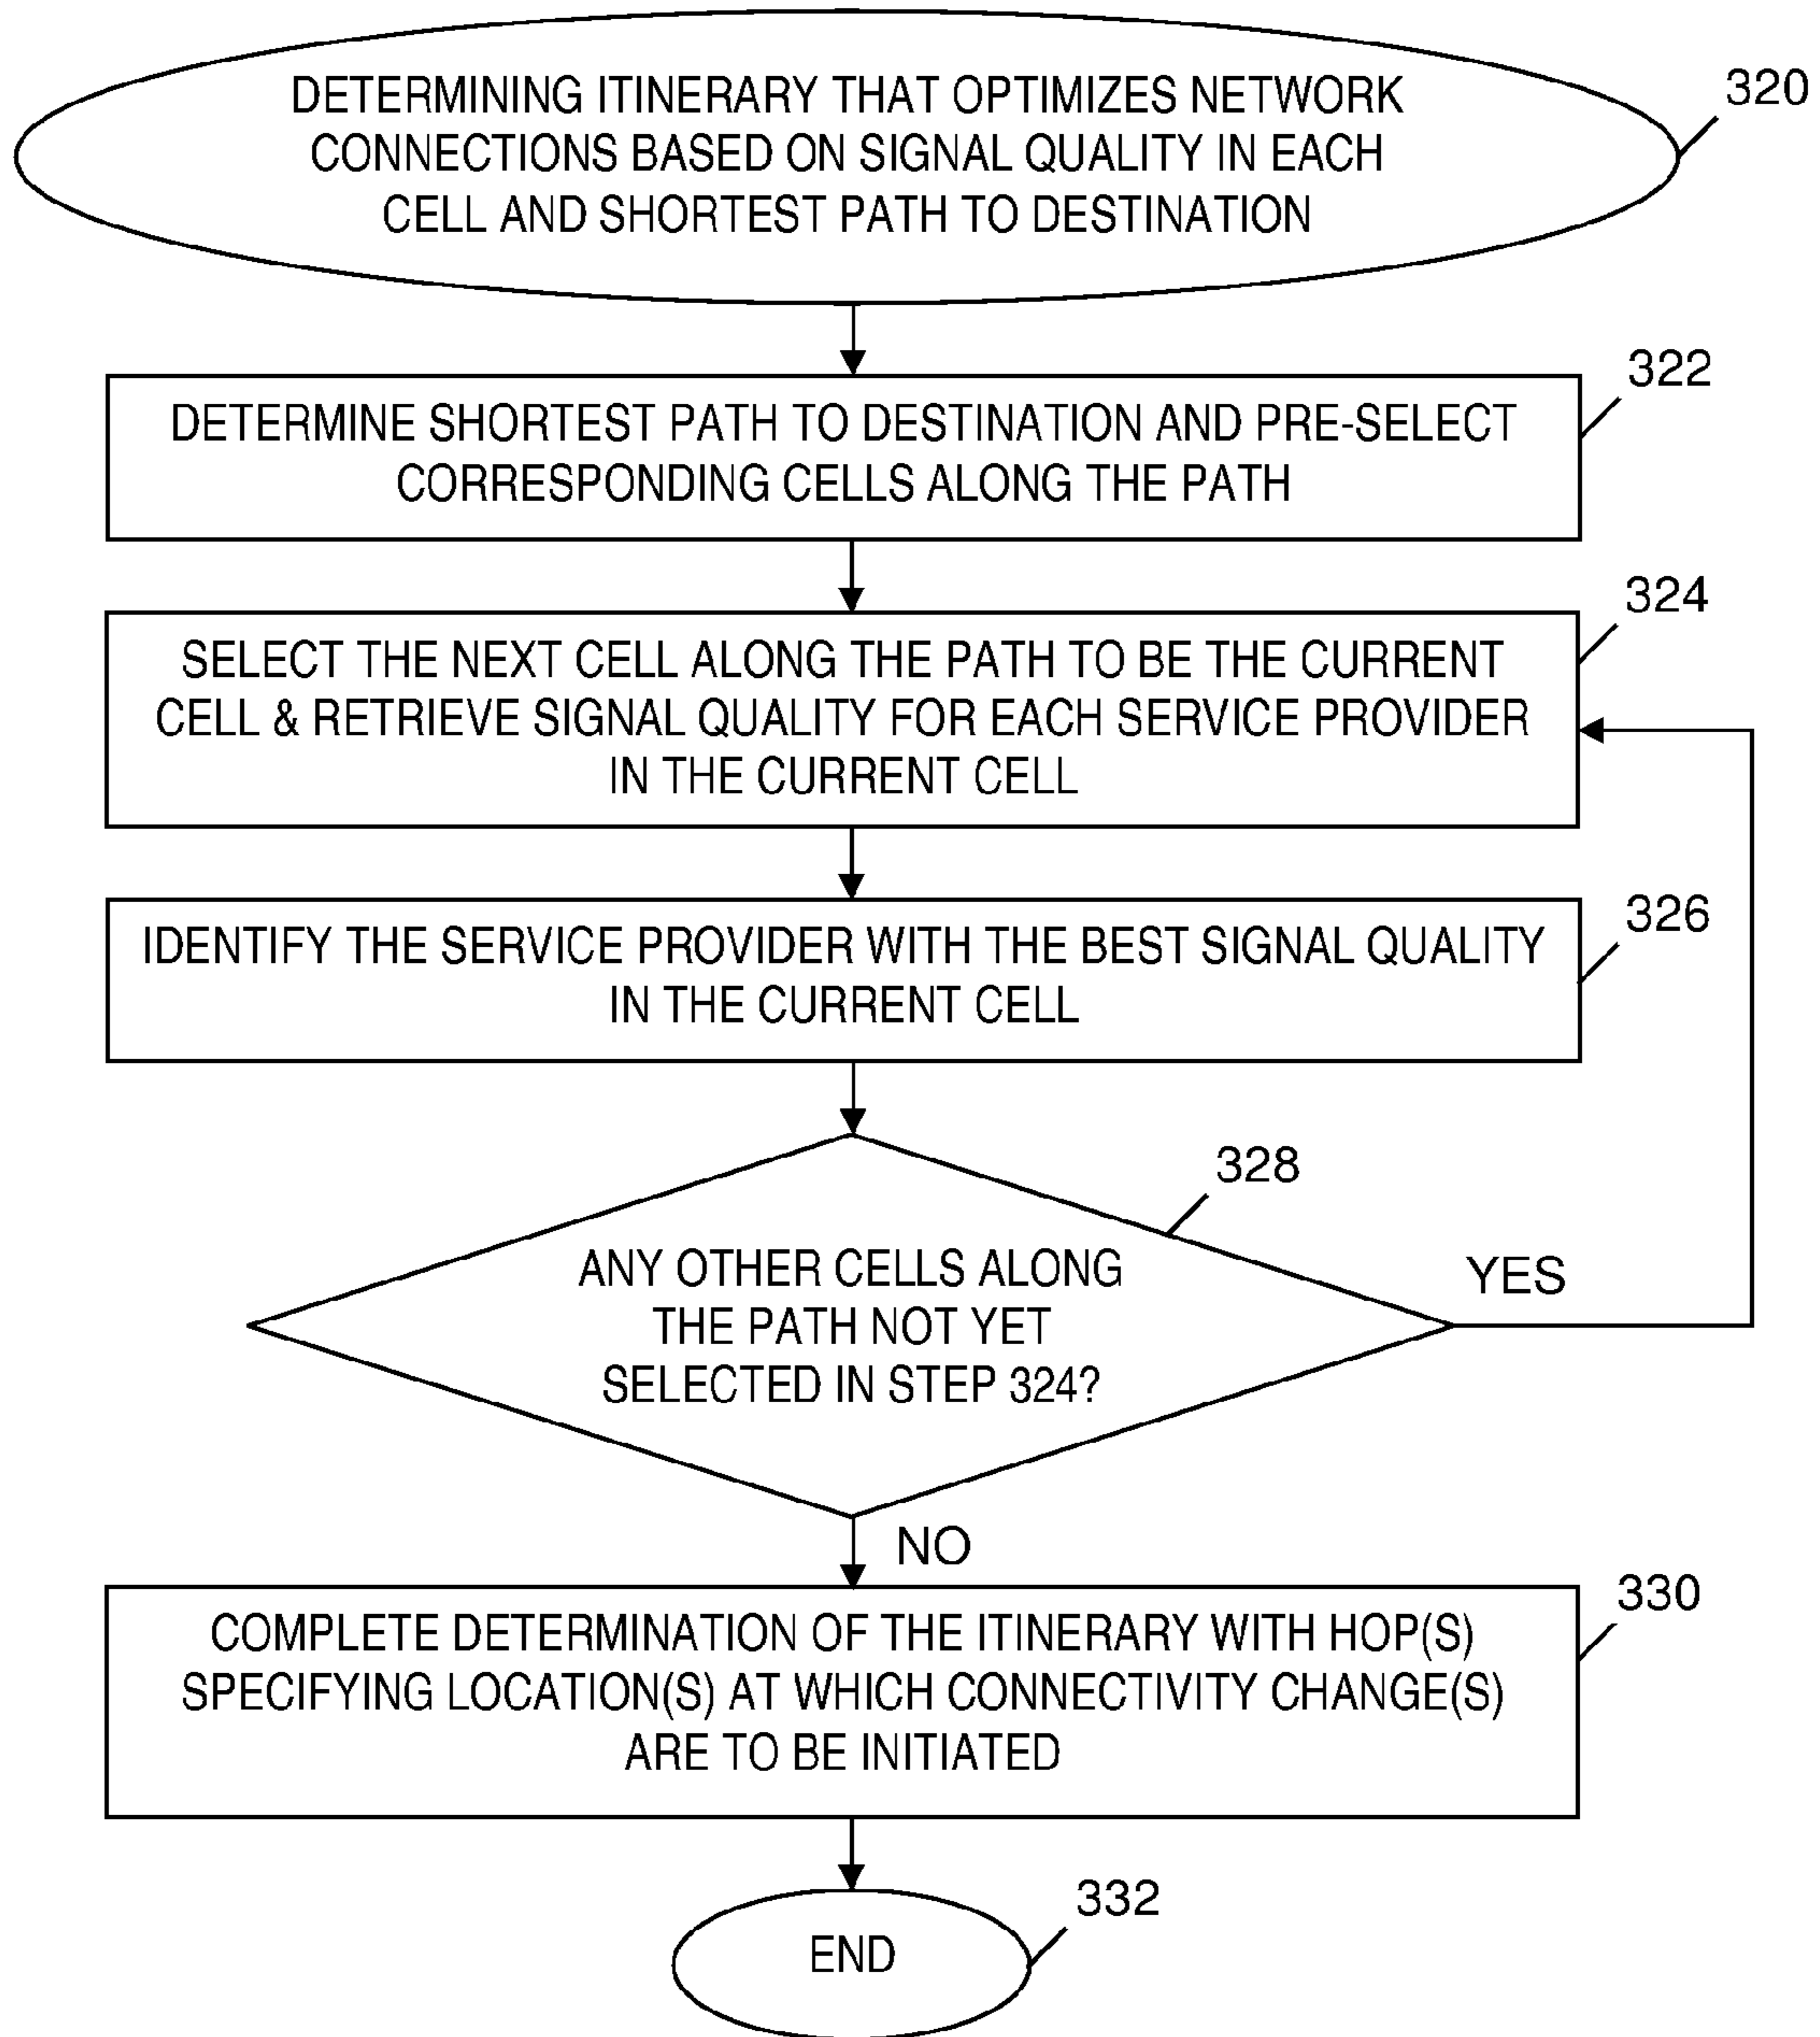 DETERMINING ITINERARY THAT OPTIMIZES NETWORK
CONNECTIONS BASED ON SIGNAL QUALITY IN EACH
CELL AND SHORTEST PATH TO DESTINATION
320
322
DETERMINE SHORTEST PATH TO DESTINATION AND PRE-SELECT
CORRESPONDING CELLS ALONG THE PATH
324
SELECT THE NEXT CELL ALONG THE PATH TO BE THE CURRENT
CELL & RETRIEVE SIGNAL QUALITY FOR EACH SERVICE PROVIDER
IN THE CURRENT CELL
326
IDENTIFY THE SERVICE PROVIDER WITH THE BEST SIGNAL QUALITY
IN THE CURRENT CELL
328
ANY OTHER CELLS ALONG
THE PATH NOT YET
SELECTED IN STEP 324?
YES
NO
330
COMPLETE DETERMINATION OF THE ITINERARY WITH HOP(S)
SPECIFYING LOCATION(S) AT WHICH CONNECTIVITY CHANGE(S)
ARE TO BE INITIATED
332
END